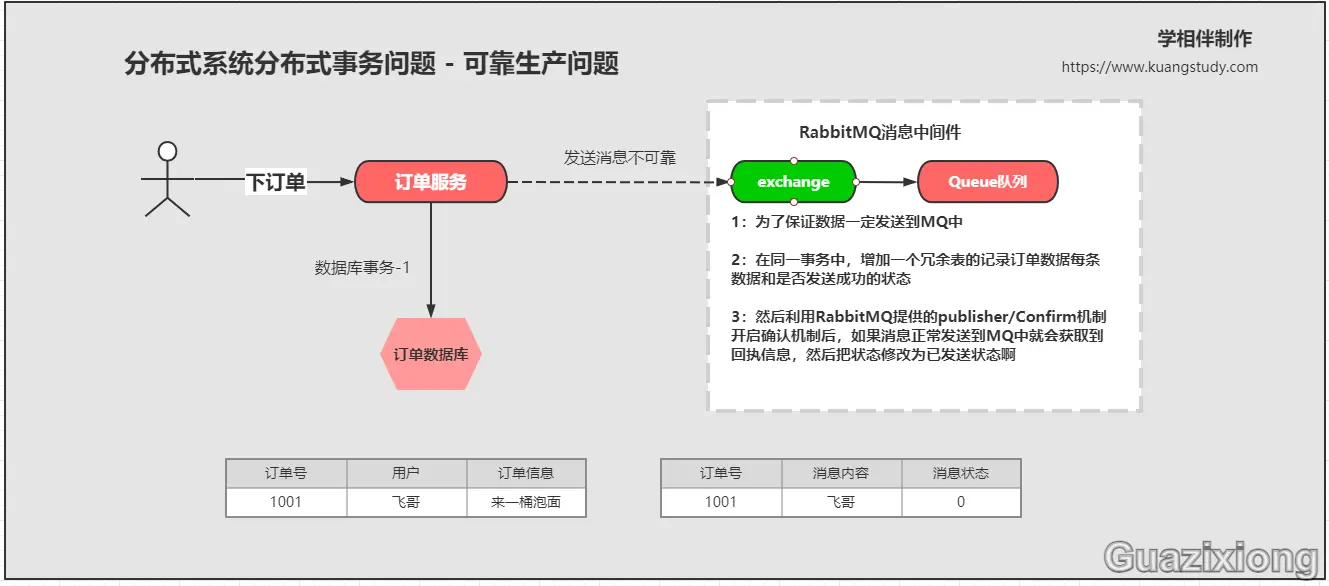 学相伴制作
分布式系统分布式事务问题 - 可靠生产问题
https://www.kuangstudy.com
RabbitMQ消息中间件
发送消息不可靠
下订单
订单服务
exchange
Queue队列
1：为了保证数据一定发送到MQ中
2：在同一事务中，增加一个冗余表的记录订单数据每条
数据和是否发送成功的状态
数据库事务-1
3：然后利用RabbitMQ提供的publisher/Confirm机制
开启确认机制后，如果消息正常发送到MQ中就会获取到
回执信息，然后把状态修改为已发送状态啊
订单数据库
订单号 用户 订单信息
1001 飞哥 来一桶泡面
订单号 消息内容 消息状态
1001 飞哥 0
Guazixiong